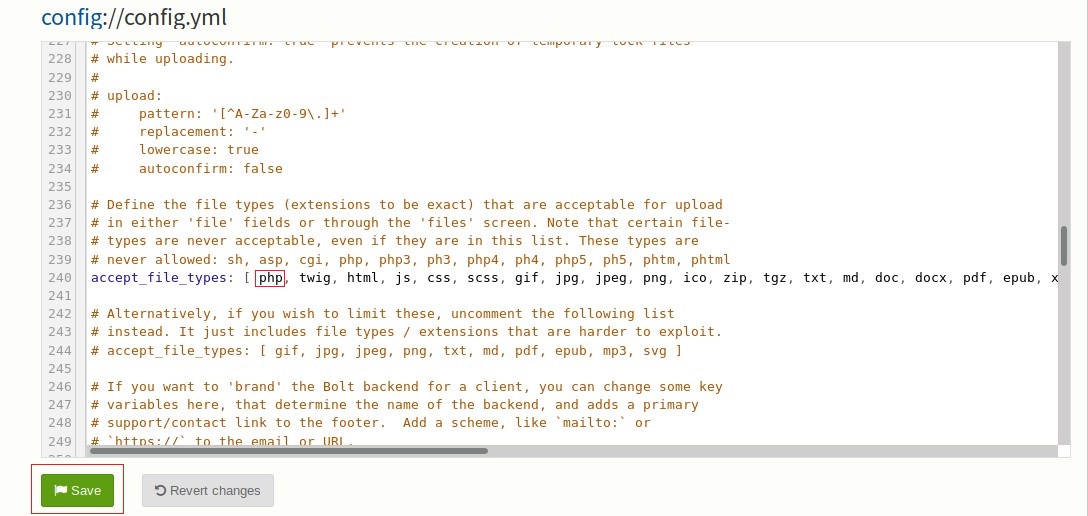 config://config.yml
227 # Setting 'autoconfirm: true' prevents the creation of temporary lock-files
228 # while uploading.
229 #
230 # upload:
231 #     pattern: '[^A-Za-z0-9\.]+'
232 #     replacement: '-'
233 #     lowercase: true
234 #     autoconfirm: false
235
236 # Define the file types (extensions to be exact) that are acceptable for upload
237 # in either 'file' fields or through the 'files' screen. Note that certain file-
238 # types are never acceptable, even if they are in this list. These types are
239 # never allowed: sh, asp, cgi, php, php3, ph3, php4, ph4, php5, ph5, phtm, phtml
240 accept_file_types: [ php, twig, html, js, css, scss, gif, jpg, jpeg, png, ico, zip, tgz, txt, md, doc, docx, pdf, epub, x
241
242 # Alternatively, if you wish to limit these, uncomment the following list
243 # instead. It just includes file types / extensions that are harder to exploit.
244 # accept_file_types: [ gif, jpg, jpeg, png, txt, md, pdf, epub, mp3, svg ]
245
246 # If you want to 'brand' the Bolt backend for a client, you can change some key
247 # variables here, that determine the name of the backend, and adds a primary
248 # support/contact link to the footer.  Add a scheme, like `mailto:` or
249 # `https://` to the email or URL.
Save
Revert changes